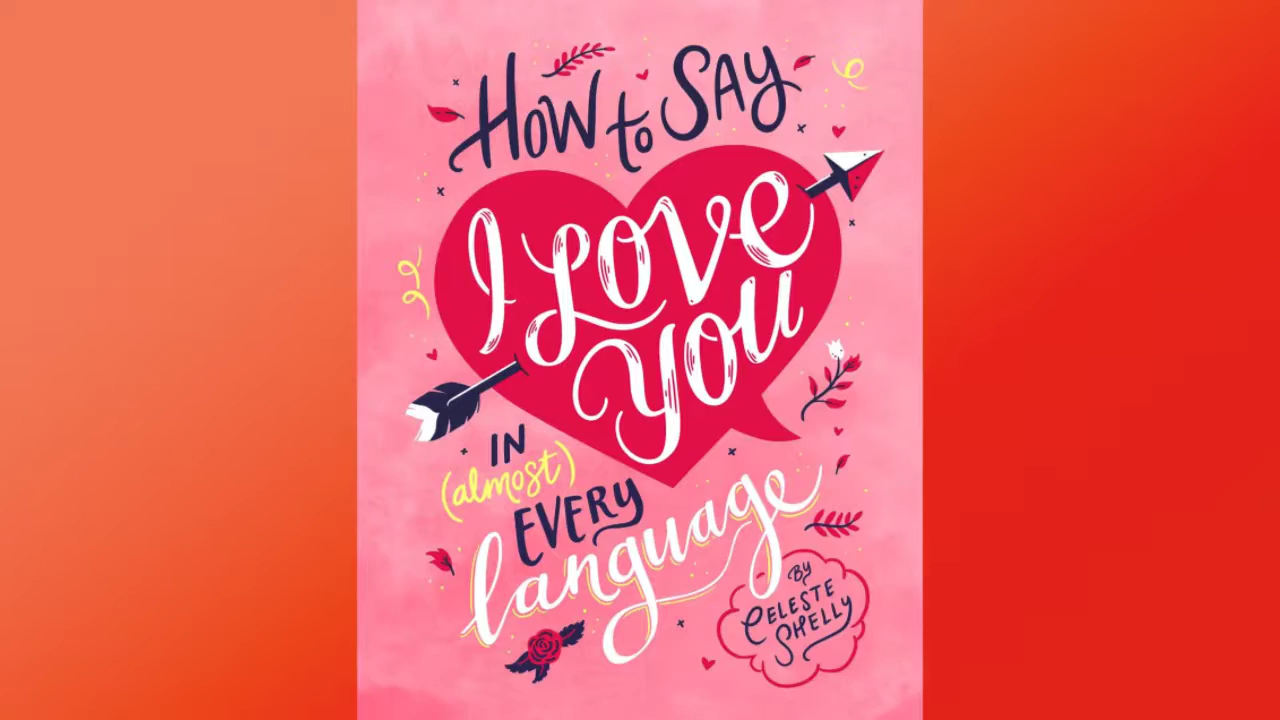 HOW to SAY
I LOVE
YOU
IN
(almost)
EVERY
language
BY
CELESTE
SHELLY